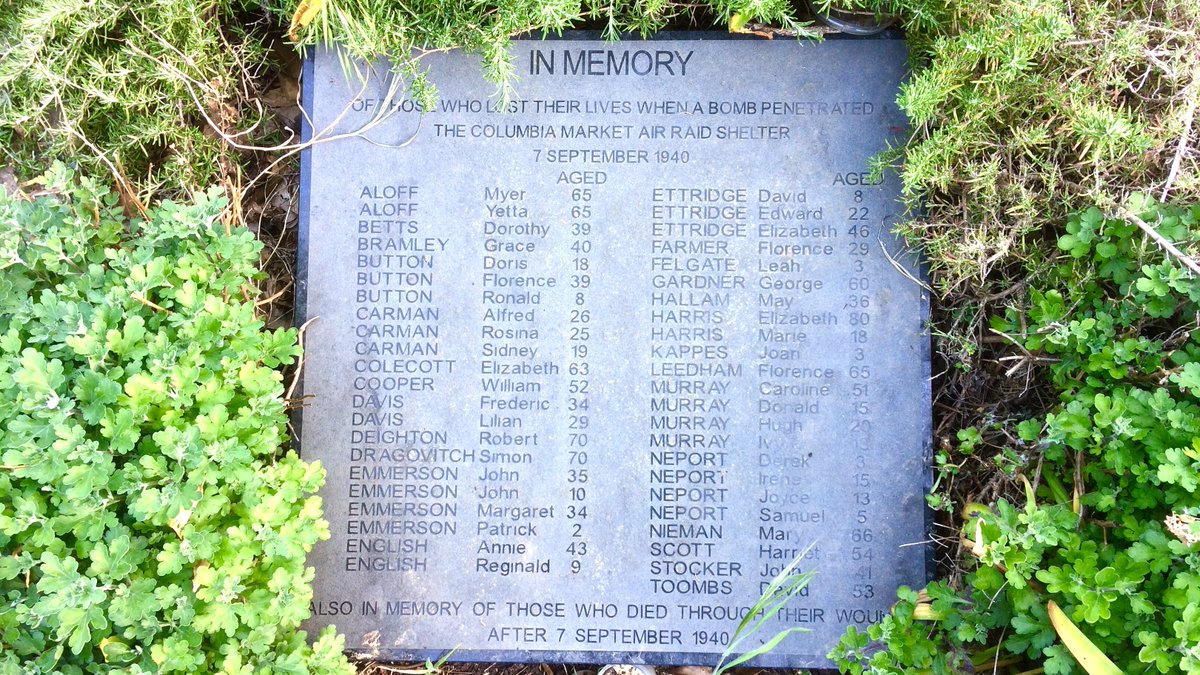 IN MEMORY
OF THOSE WHO LOST THEIR LIVES WHEN A BOMB PENETRATED
THE COLUMBIA MARKET AIR RAID SHELTER
7 SEPTEMBER 1940
AGED
ALOFF Myer 65
ALOFF Yetta 65
BETTS Dorothy 39
BRAMLEY Grace 40
BUTTON Doris 18
BUTTON Florence 39
BUTTON Ronald 8
CARMAN Alfred 26
CARMAN Rosina 25
CARMAN Sidney 19
COLECOTT Elizabeth 63
COOPER William 52
DAVIS Frederic 34
DAVIS Lilian 29
DEIGHTON Robert 70
DRAGOVITCH Simon 70
EMMERSON John 35
EMMERSON John 10
EMMERSON Margaret 34
EMMERSON Patrick 2
ENGLISH Annie 43
ENGLISH Reginald 9
AGED
ETTRIDGE David 8
ETTRIDGE Edward 22
ETTRIDGE Elizabeth 46
FARMER Florence 29
FELGATE Leah 3
GARDNER George 60
HALLAM May 36
HARRIS Elizabeth 80
HARRIS Marie 18
KAPPES Joan 3
LEEDHAM Florence 65
MURRAY Caroline 51
MURRAY Donald 15
MURRAY Hugh 20
MURRAY 13
NEPORT Derek 3
NEPORT Irene 15
NEPORT Joyce 13
NEPORT Samuel 5
NIEMAN Mary 66
SCOTT Harriet 54
STOCKER John 41
TOOMBS David 53
ALSO IN MEMORY OF THOSE WHO DIED THROUGH THEIR WOUN
AFTER 7 SEPTEMBER 1940